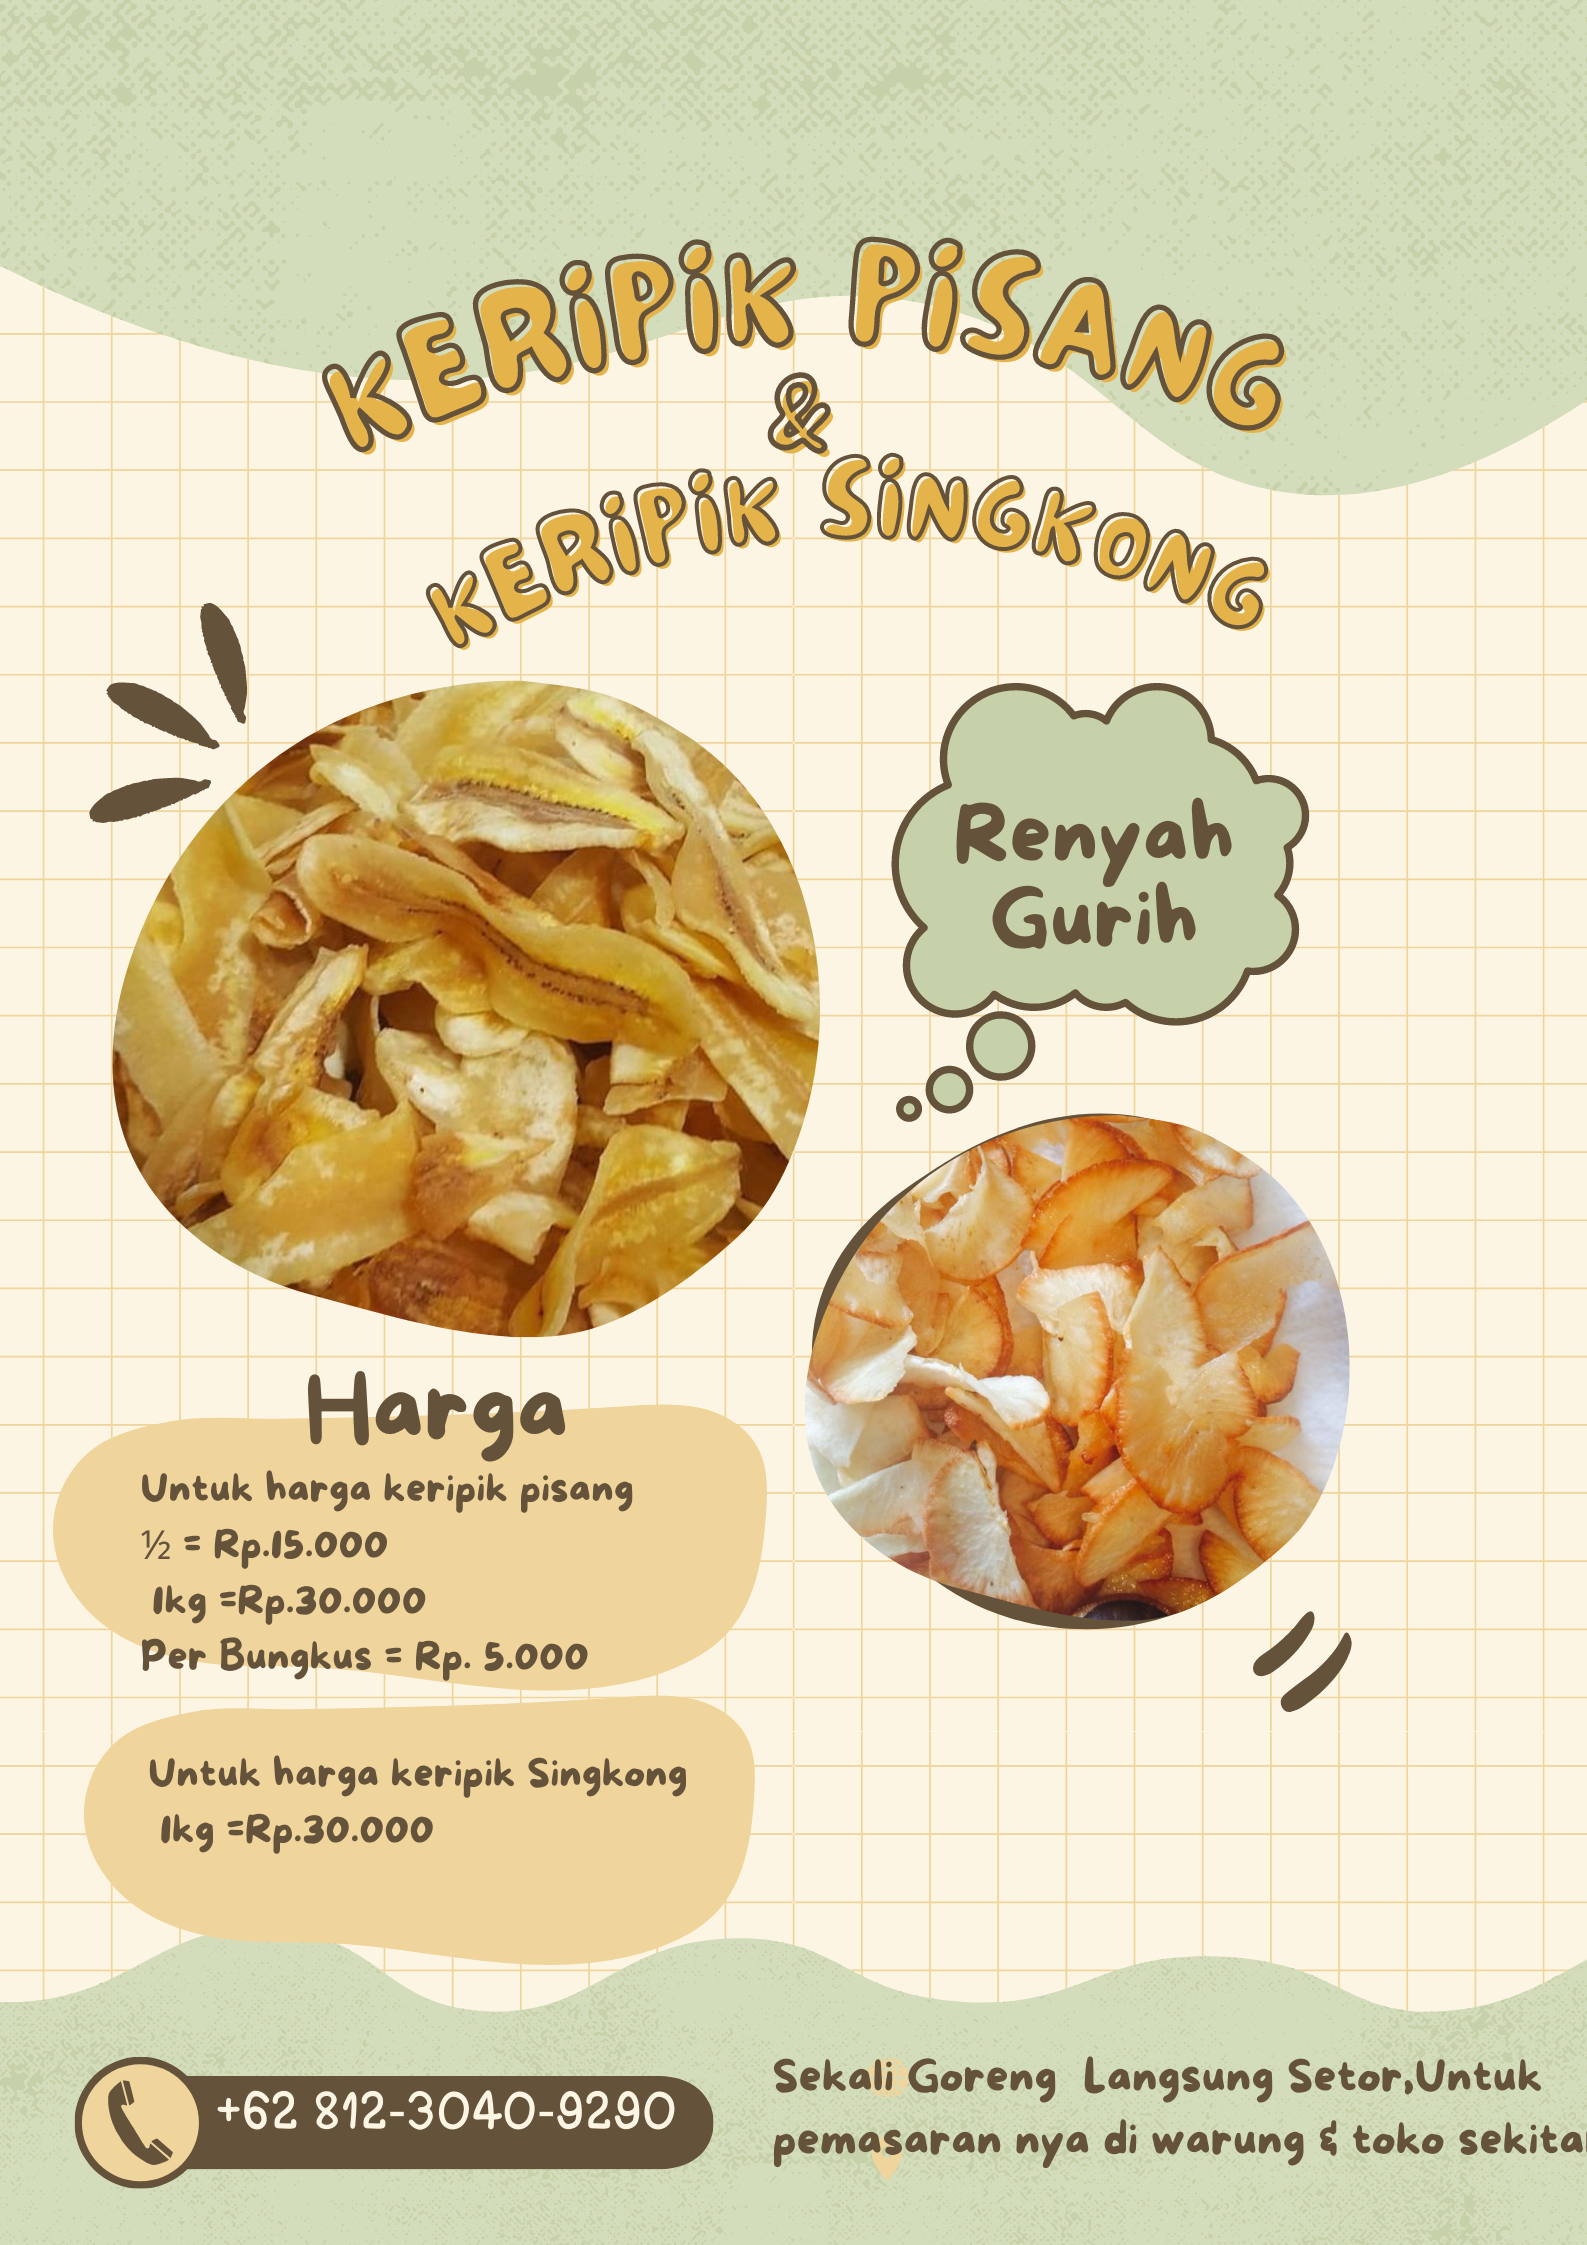 KERIPIK PISANG
&
KERIPIK SINGKONG
Renyah
Gurih
Harga
Untuk harga keripik pisang
½ = Rp.15.000
1kg =Rp.30.000
Per Bungkus = Rp. 5.000
Untuk harga keripik Singkong
1kg =Rp.30.000
+62 812-3040-9290
Sekali Goreng Langsung Setor,Untuk
pemasaran nya di warung & toko sekita